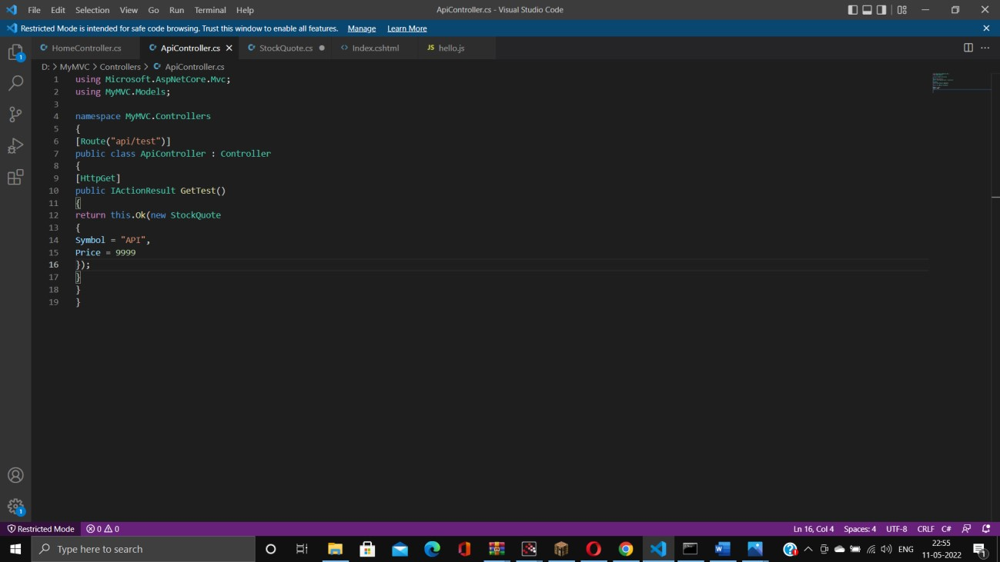 File Edit Selection View Go Run Terminal Help ApiController.cs - Visual Studio Code
Restricted Mode is intended for safe code browsing. Trust this window to enable all features. Manage Learn More
HomeController.cs ApiController.cs StockQuote.cs Index.cshtml JS hello.js
D: > MyMVC > Controllers > ApiController.cs
1 using Microsoft.AspNetCore.Mvc;
2 using MyMVC.Models;
3
4 namespace MyMVC.Controllers
5 {
6 [Route("api/test")]
7 public class ApiController : Controller
8 {
9 [HttpGet]
10 public IActionResult GetTest()
11 {
12 return this.Ok(new StockQuote
13 {
14 Symbol = "API",
15 Price = 9999
16 });
17 }
18 }
19 }
1
1
Restricted Mode 0 0 Ln 16, Col 4 Spaces: 4 UTF-8 CRLF C#
Type here to search ENG 22:55
11-05-2022 1